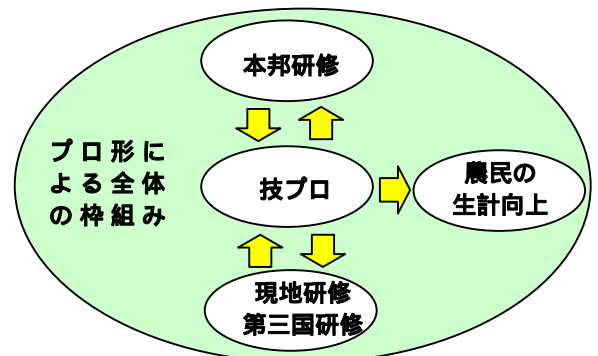 本邦研修
プロ形に
よる全体
の枠組み
技プロ
農民の
生計向上
現地研修
第三国研修